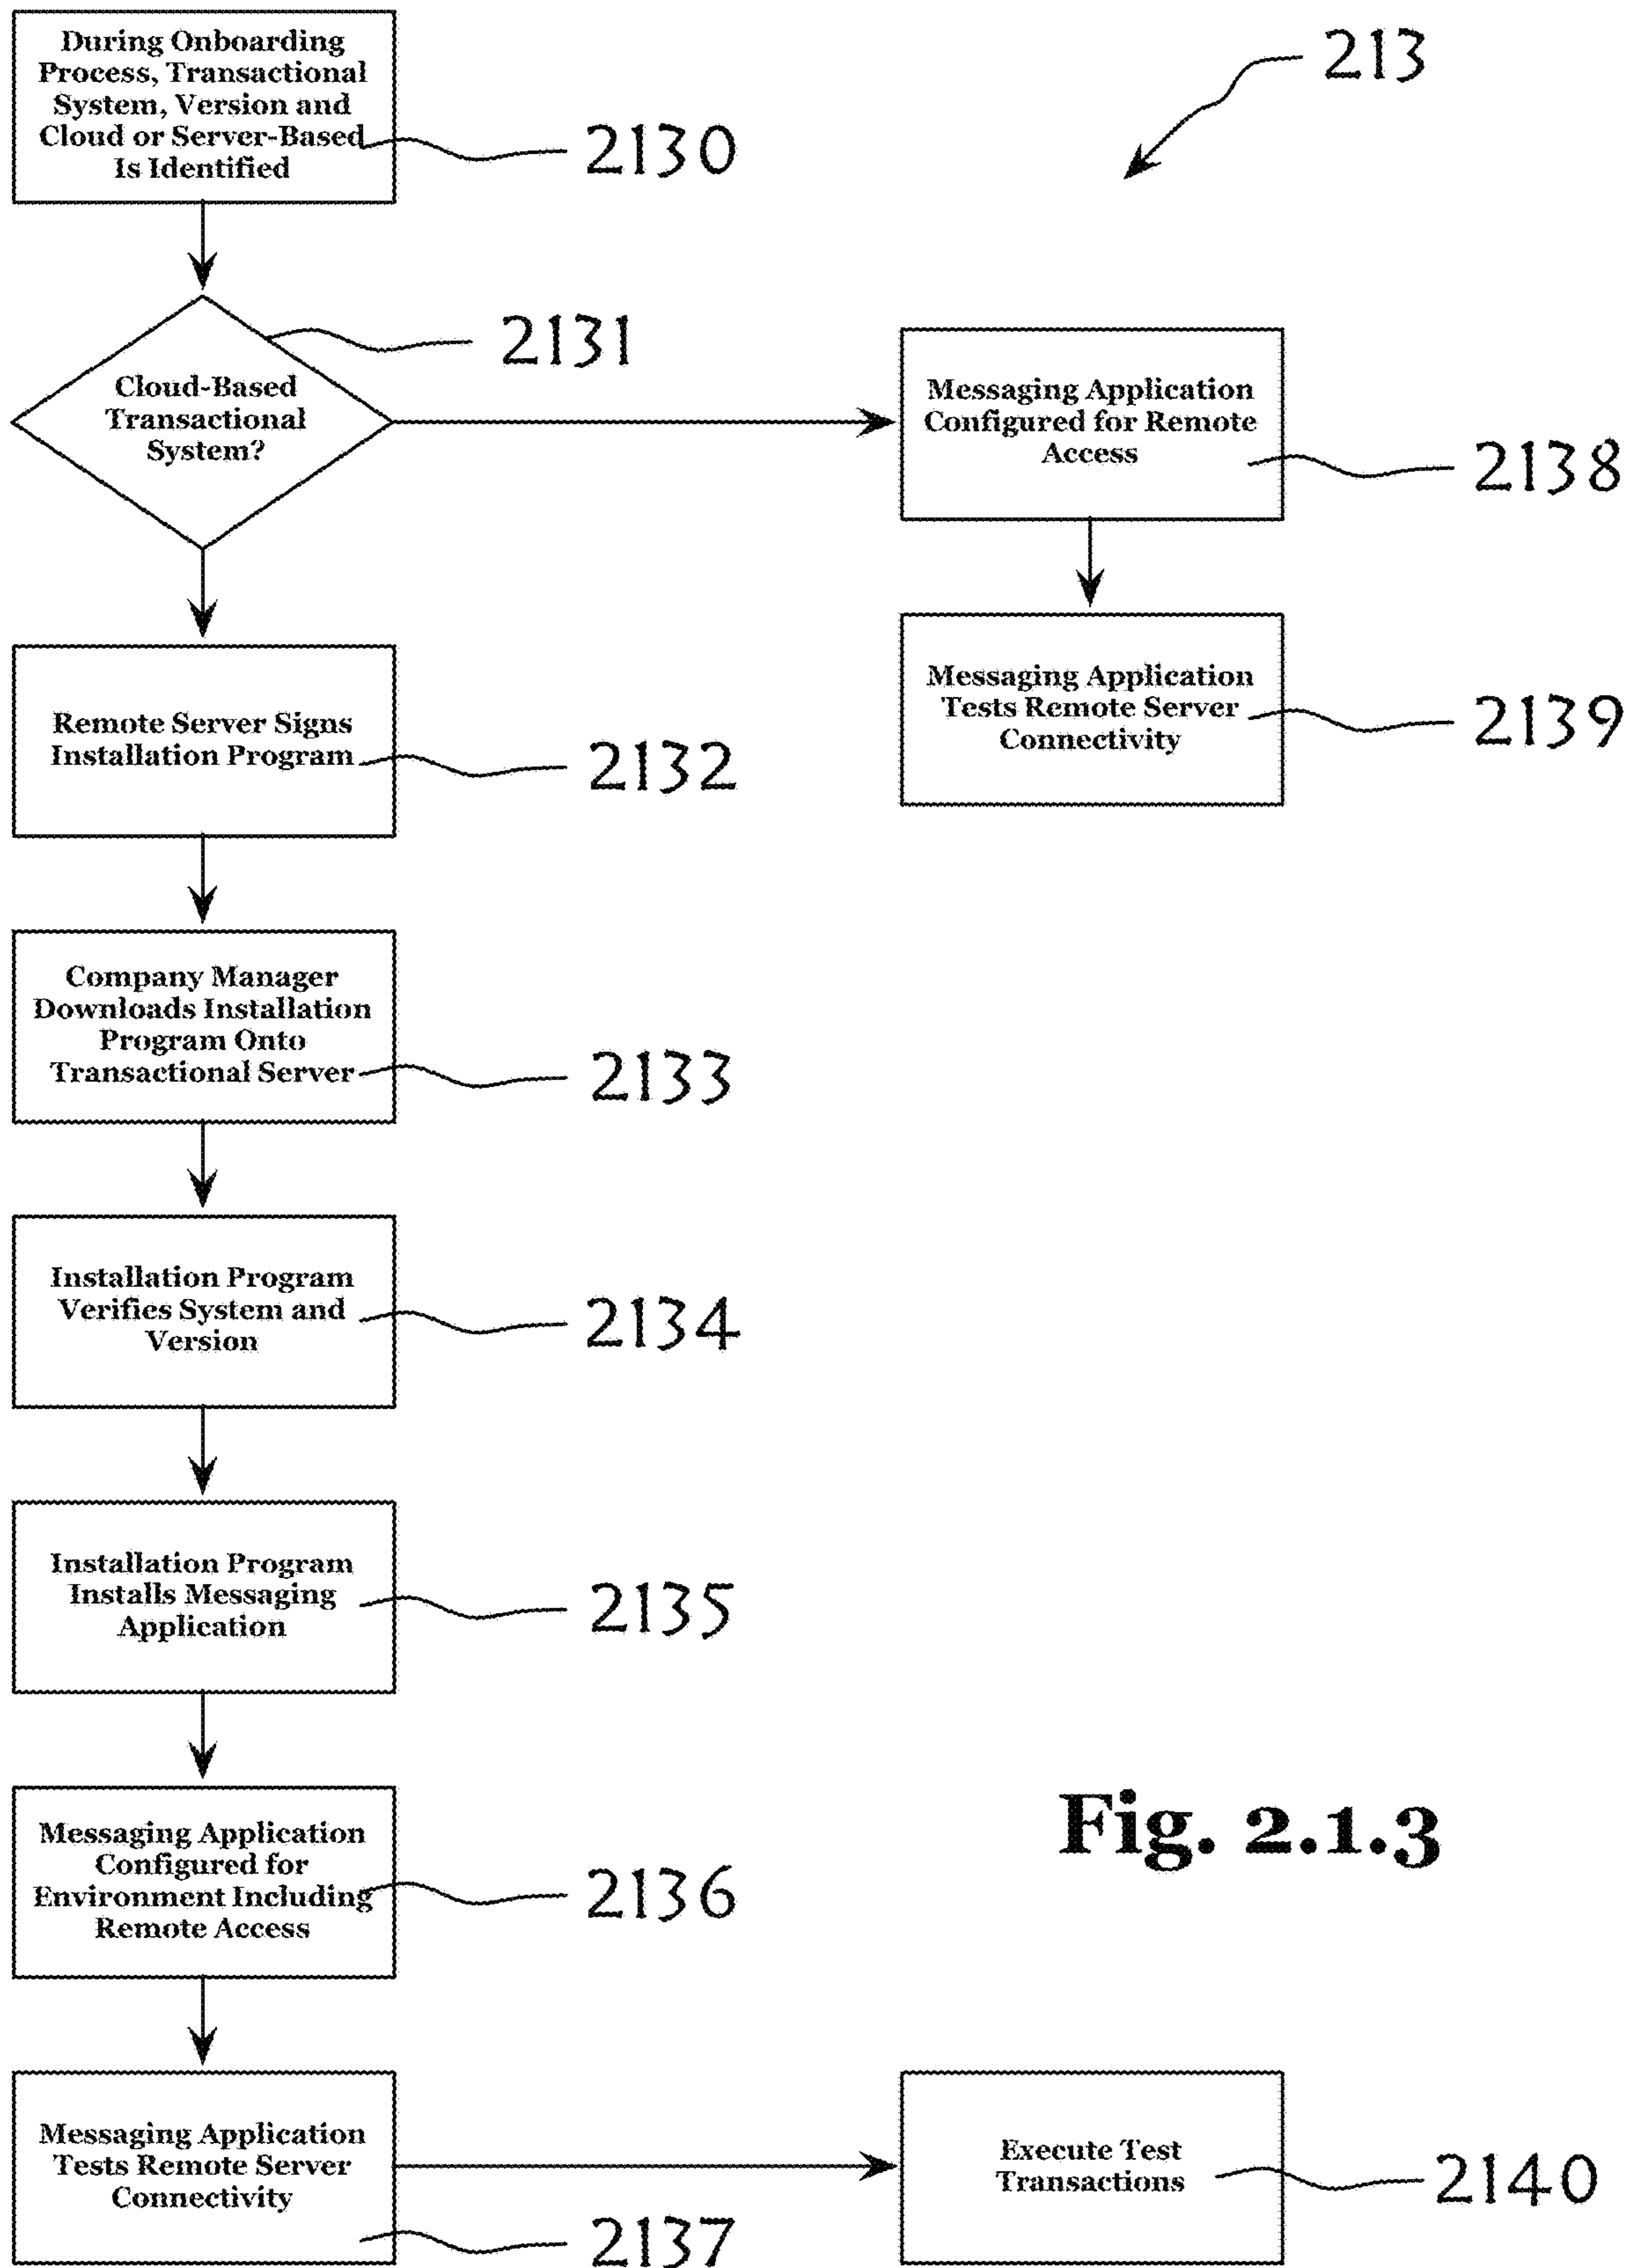 During Onboarding
Process, Transactional
System, Version and
Cloud or Server-Based
Is Identified
2130
213
2131
Cloud-Based
Transactional
System?
Messaging Application
Configured for Remote
Access
2138
Messaging Application
Tests Remote Server
Connectivity
2139
Remote Server Signs
Installation Program
2132
Company Manager
Downloads Installation
Program Onto
Transactional Server
2133
Installation Program
Verifies System and
Version
2134
Installation Program
Installs Messaging
Application
2135
Messaging Application
Configured for
Environment Including
Remote Access
2136
Fig. 2.1.3
Messaging Application
Tests Remote Server
Connectivity
2137
Execute Test
Transactions
2140